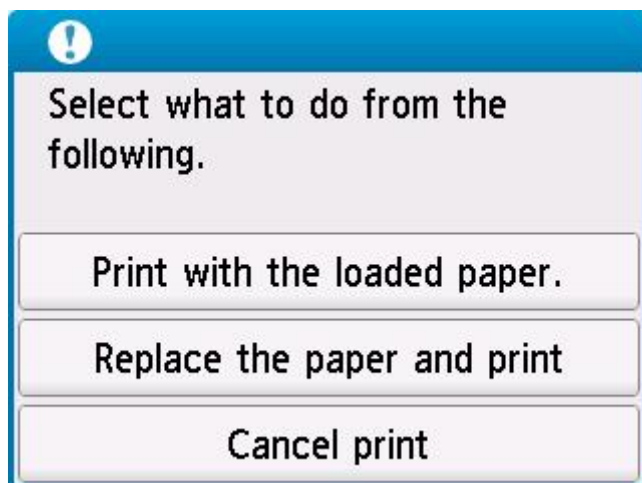 Select what to do from the
following.
Print with the loaded paper.
Replace the paper and print
Cancel print